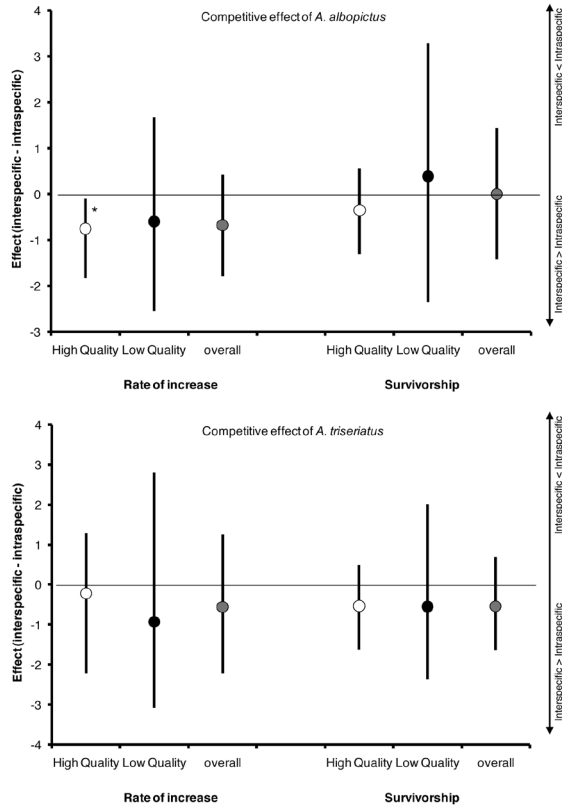 Competitive effect of A. albopictus
Effect (interspecific - intraspecific)
4
3
2
1
0
-1
-2
-3
*
High Quality Low Quality overall High Quality Low Quality overall
Rate of increase Survivorship
Interspecific < Intraspecific
Interspecific > Intraspecific
Competitive effect of A. triseriatus
Effect (interspecific - intraspecific)
4
3
2
1
0
-1
-2
-3
-4
High Quality Low Quality overall High Quality Low Quality overall
Rate of increase Survivorship
Interspecific < Intraspecific
Interspecific > Intraspecific